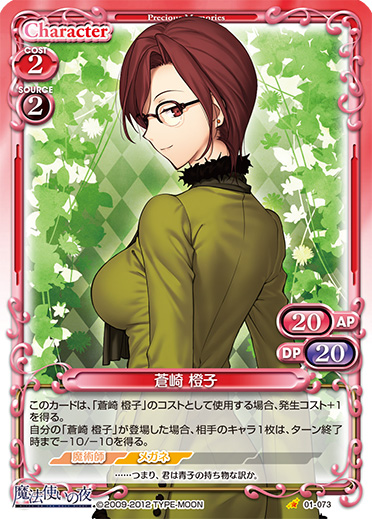 Precious Memories
Character
COST
2
SOURCE
2
20 AP
DP 20
蒼崎 橙子
このカードは、「蒼崎 橙子」のコストとして使用する場合、発生コスト+1
を得る。
自分の「蒼崎 橙子」が登場した場合、相手のキャラ1枚は、ターン終了
時まで－10/－10を得る。
魔術師 メガネ
……つまり、君は青子の持ち物な訳か。
魔法使いの夜
©2009-2012 TYPE-MOON
01-073